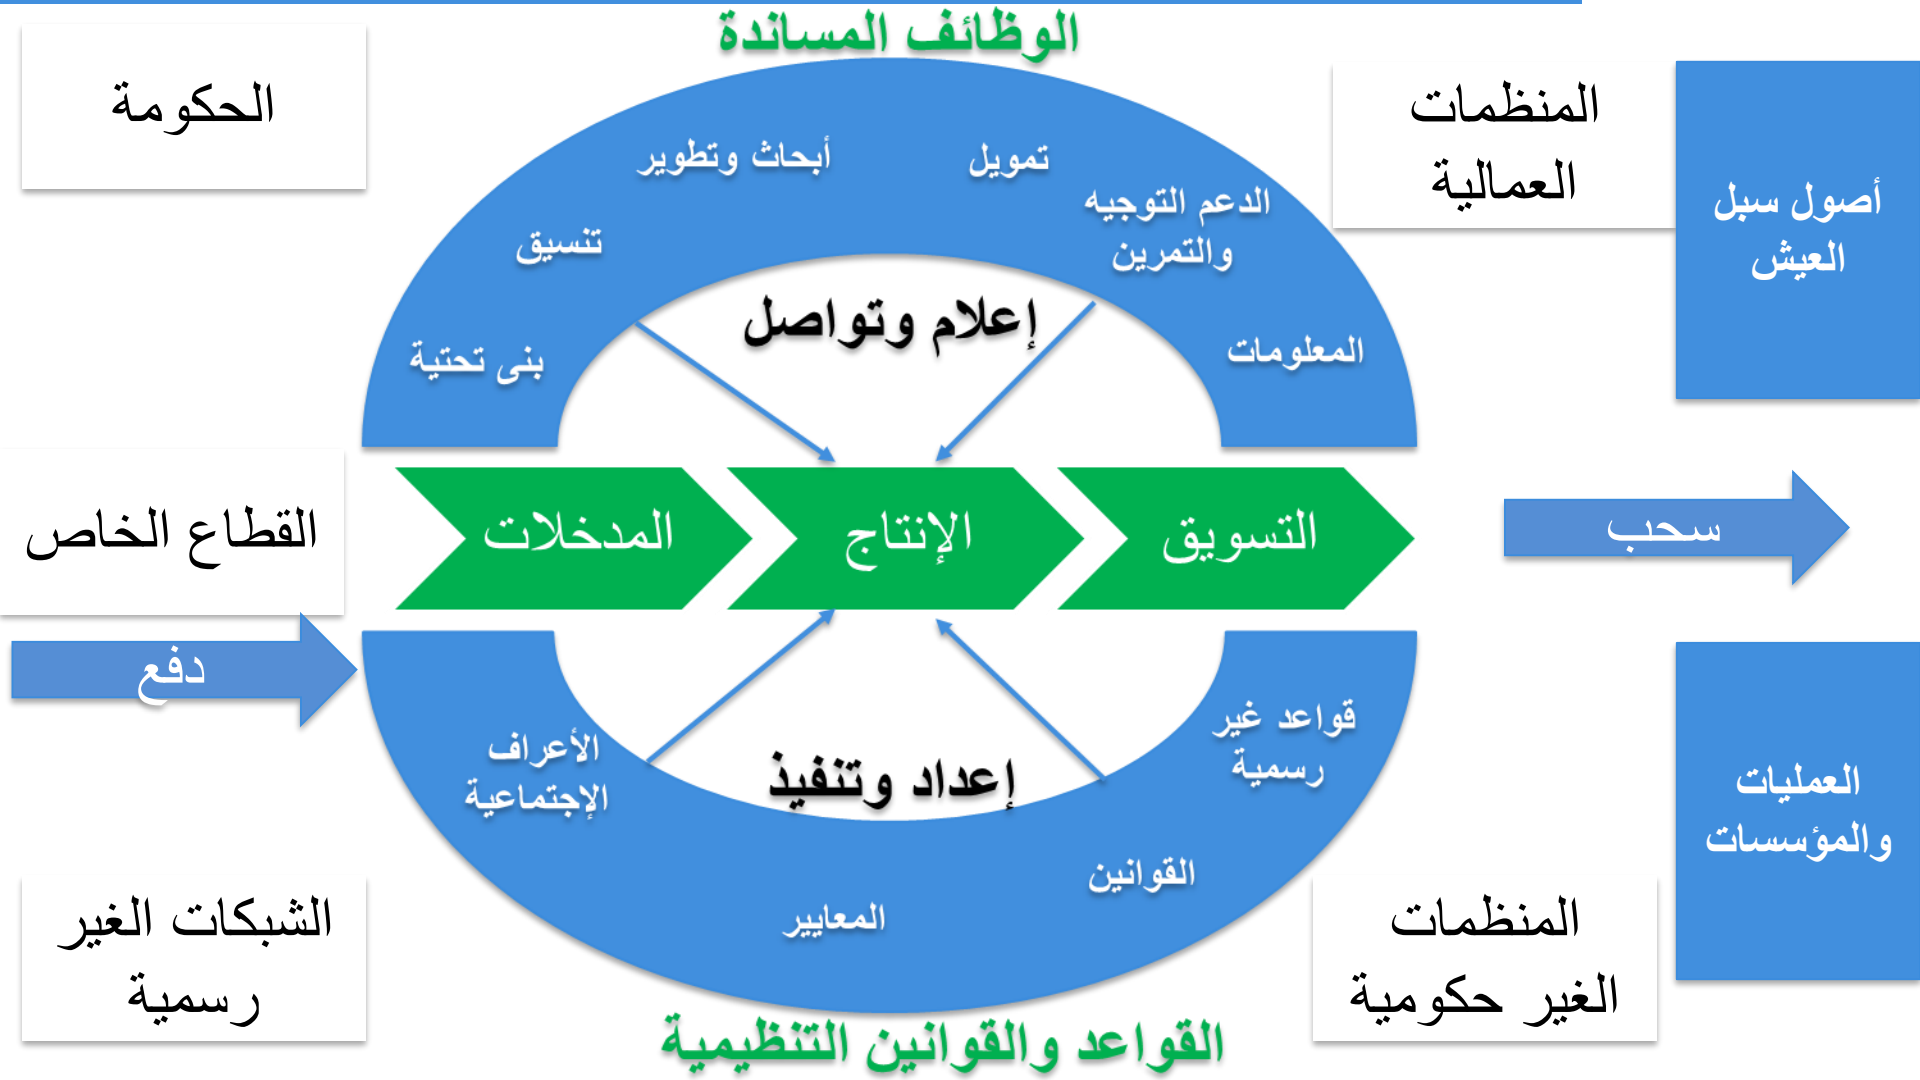 الوظائف المساندة
الحكومة
المنظمات
العمالية
أصول سبل
العيش
تمويل
أبحاث وتطوير
الدعم التوجيه
والتمرين
تنسيق
المعلومات
بنى تحتية
إعلام وتواصل
القطاع الخاص
المدخلات
الإنتاج
التسويق
سحب
دفع
قواعد غير
رسمية
الأعراف
الإجتماعية
إعداد وتنفيذ
القوانين
المعايير
العمليات
والمؤسسات
الشبكات الغير
رسمية
المنظمات
الغير حكومية
القواعد والقوانين التنظيمية